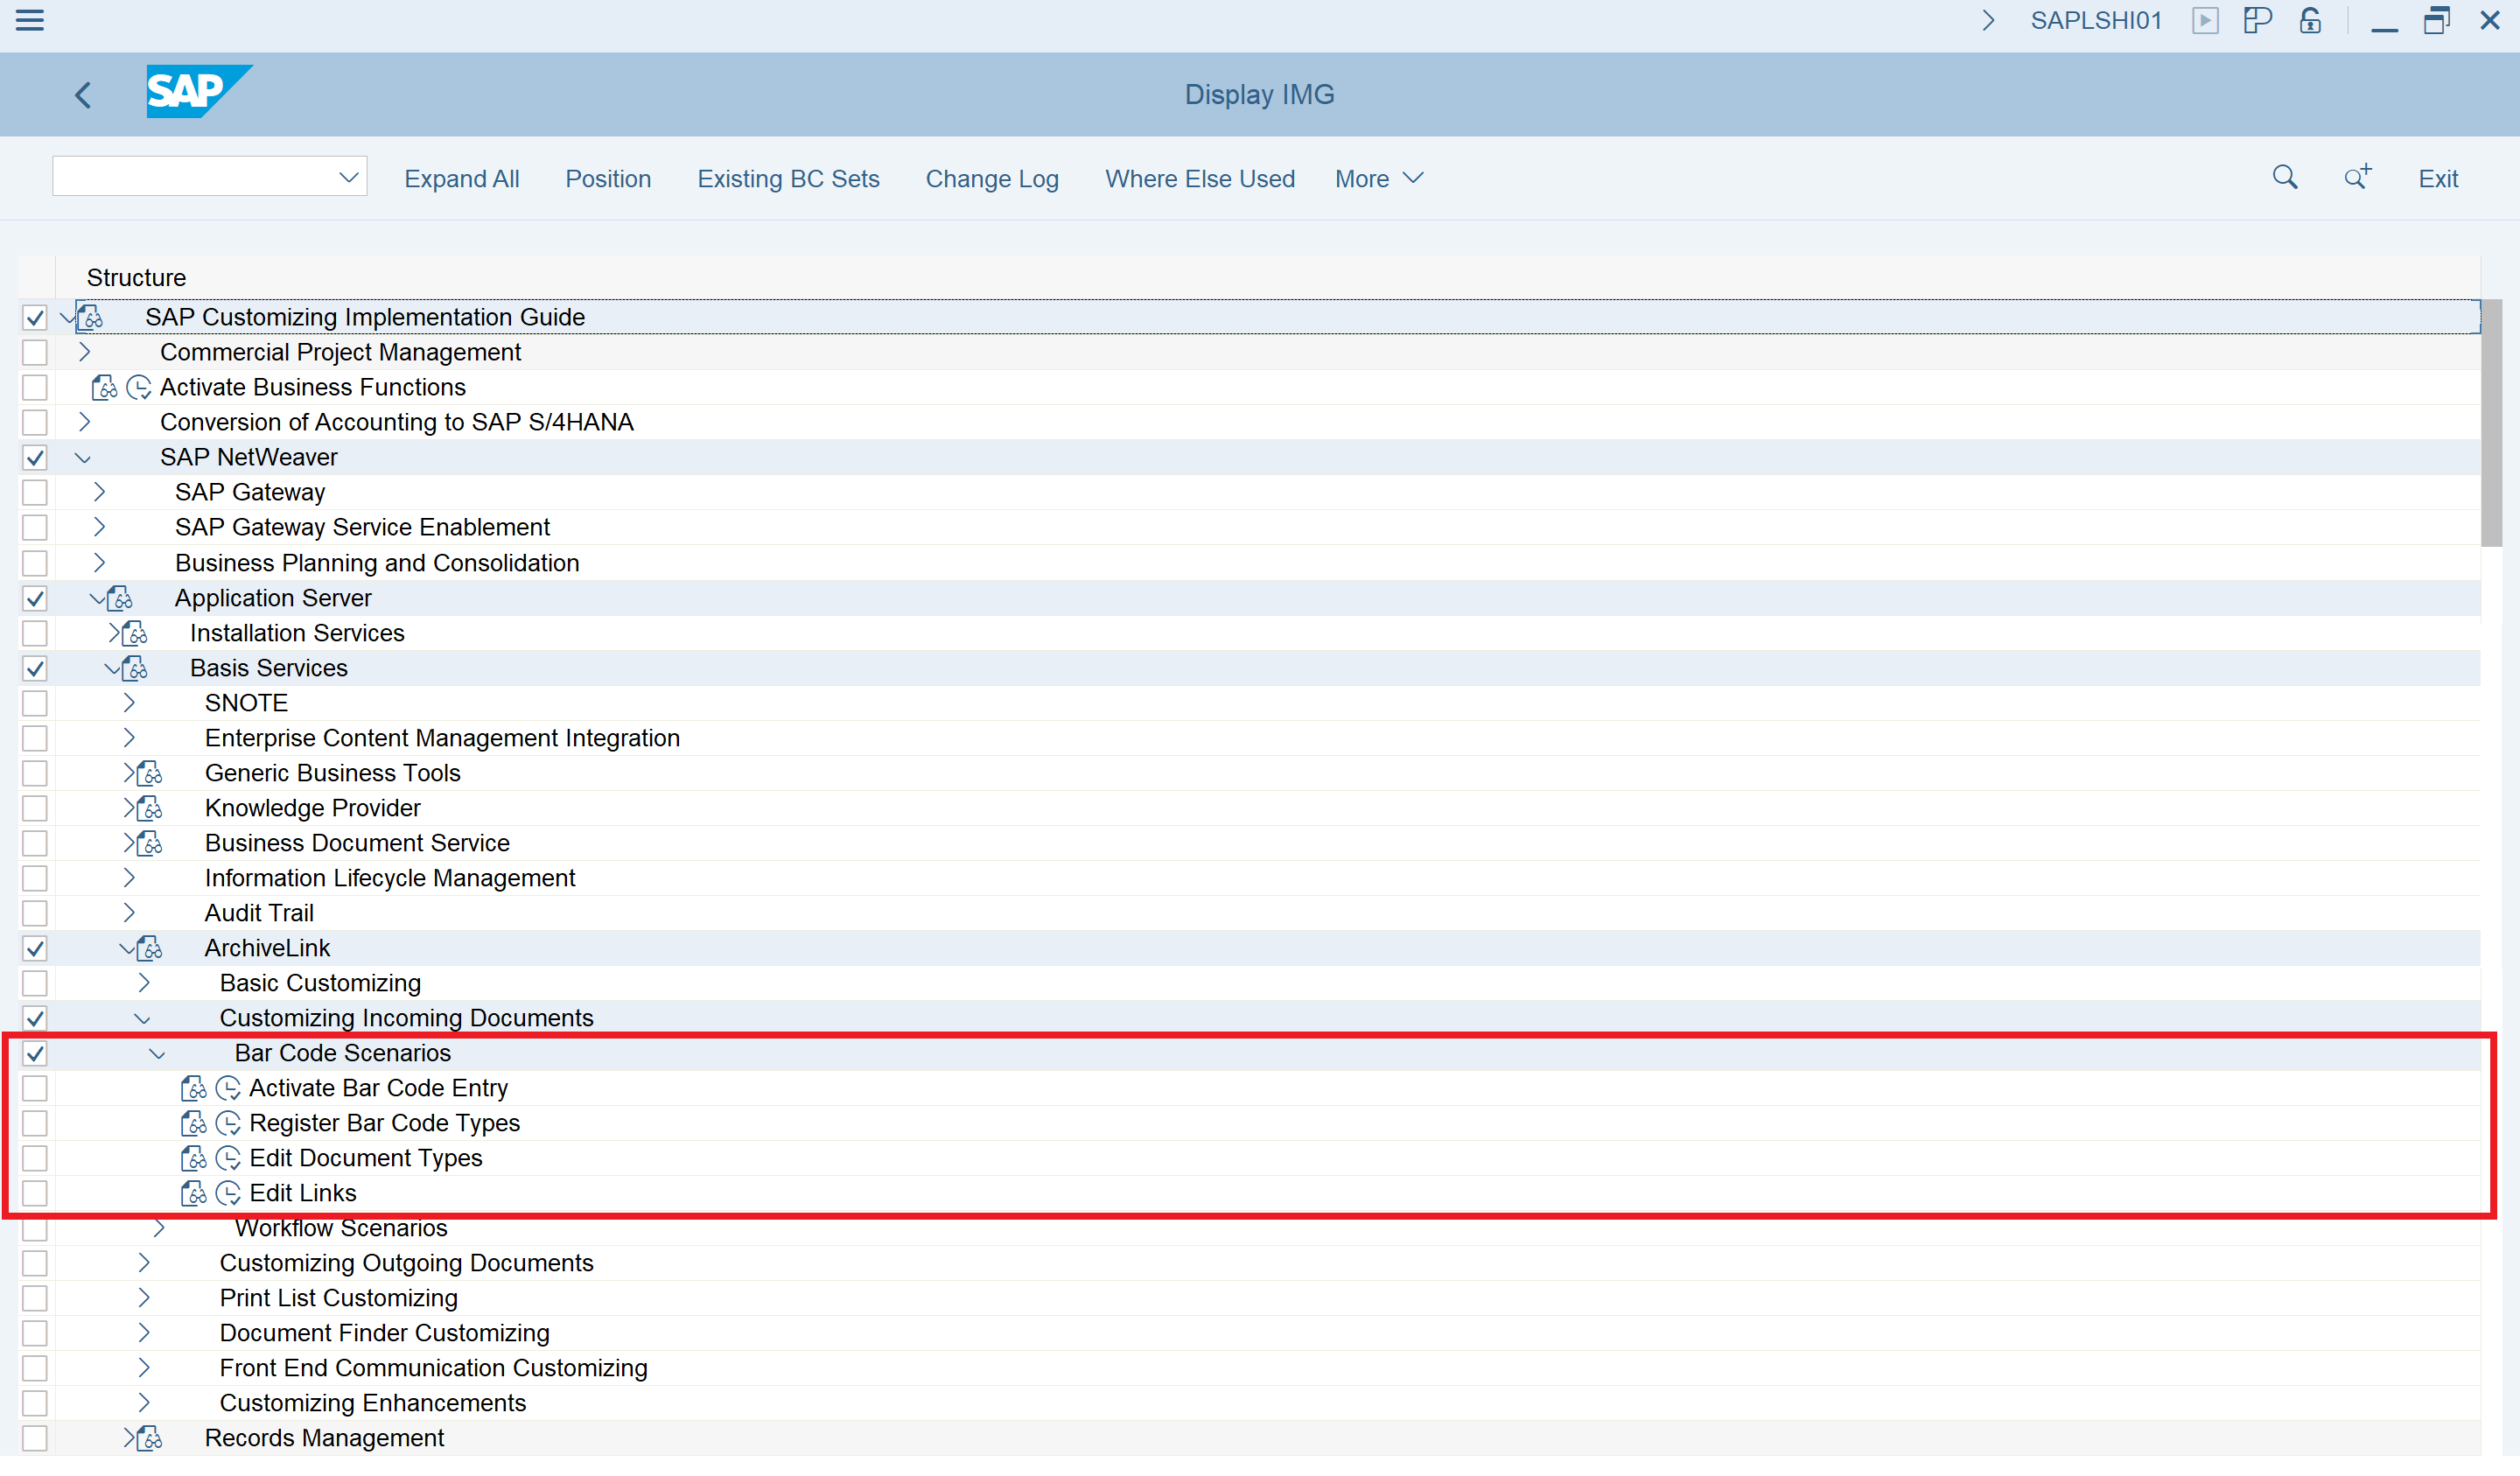 SAPLSHI01
SAP
Display IMG
Expand All Position Existing BC Sets Change Log Where Else Used More Exit
Structure
SAP Customizing Implementation Guide
Commercial Project Management
Activate Business Functions
Conversion of Accounting to SAP S/4HANA
SAP NetWeaver
SAP Gateway
SAP Gateway Service Enablement
Business Planning and Consolidation
Application Server
Installation Services
Basis Services
SNOTE
Enterprise Content Management Integration
Generic Business Tools
Knowledge Provider
Business Document Service
Information Lifecycle Management
Audit Trail
ArchiveLink
Basic Customizing
Customizing Incoming Documents
Bar Code Scenarios
Activate Bar Code Entry
Register Bar Code Types
Edit Document Types
Edit Links
Workflow Scenarios
Customizing Outgoing Documents
Print List Customizing
Document Finder Customizing
Front End Communication Customizing
Customizing Enhancements
Records Management